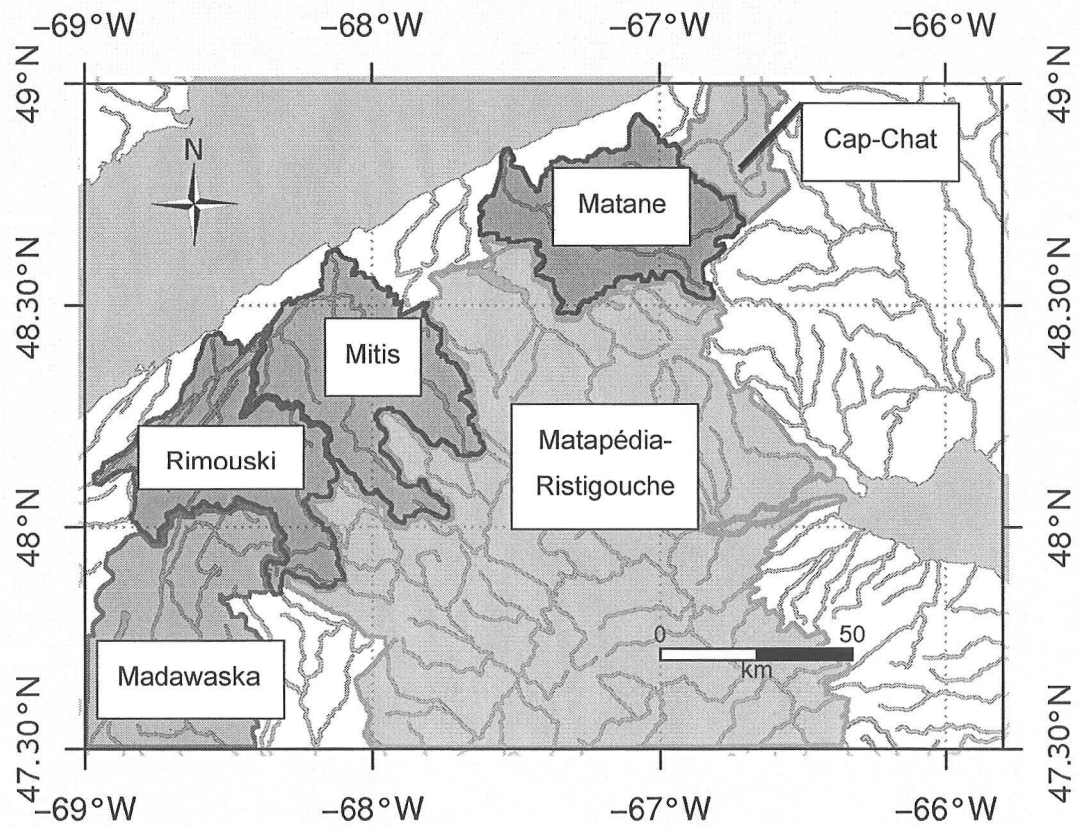 −69°W −68°W −67°W −66°W
49°N 49°N
Cap-Chat
N
Matane
48.30°N 48.30°N
Mitis
Matapédia-
Ristigouche
Rimouski
48°N 48°N
0 50
km
Madawaska
47.30°N 47.30°N
−69°W −68°W −67°W −66°W